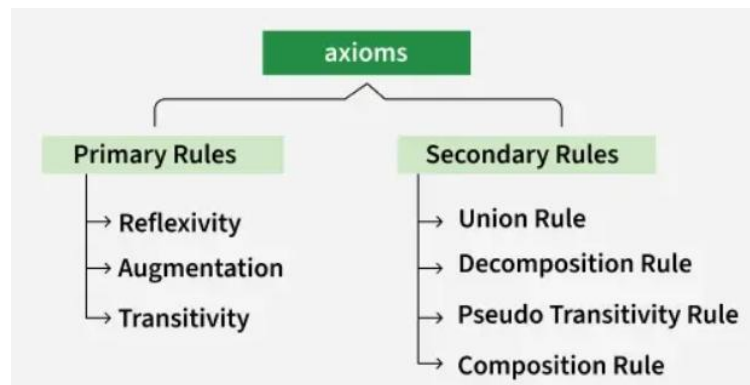 axioms
Primary Rules
Reflexivity
Augmentation
Transitivity
Secondary Rules
Union Rule
Decomposition Rule
Pseudo Transitivity Rule
Composition Rule